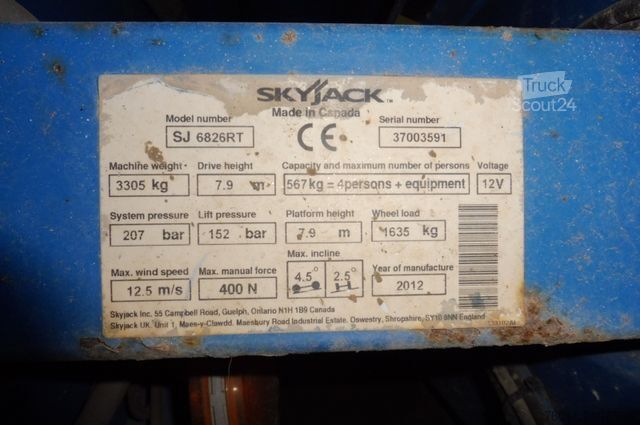 SKYJACK™
Made in Canada
Truck
Scout24
Model number
SJ 6826RT
CE
Serial number
37003591
Machine weight Drive height Capacity and maximum number of persons Voltage
3305 kg 7.9 m 567kg = 4persons + equipment 12V
System pressure Lift pressure Platform height Wheel load
207 bar 152 bar 7.9 m 1635 kg
Max. wind speed Max. manual force Max. incline Year of manufacture
12.5 m/s 400 N 4.5° 2.5° 2012
Skyjack Inc. 55 Campbell Road, Guelph, Ontario N1H 1B9 Canada
Skyjack UK. Unit 1, Maes-y-Clawdd. Maesbury Road Industrial Estate. Oswestry, Shropshire, SY10 8NN England